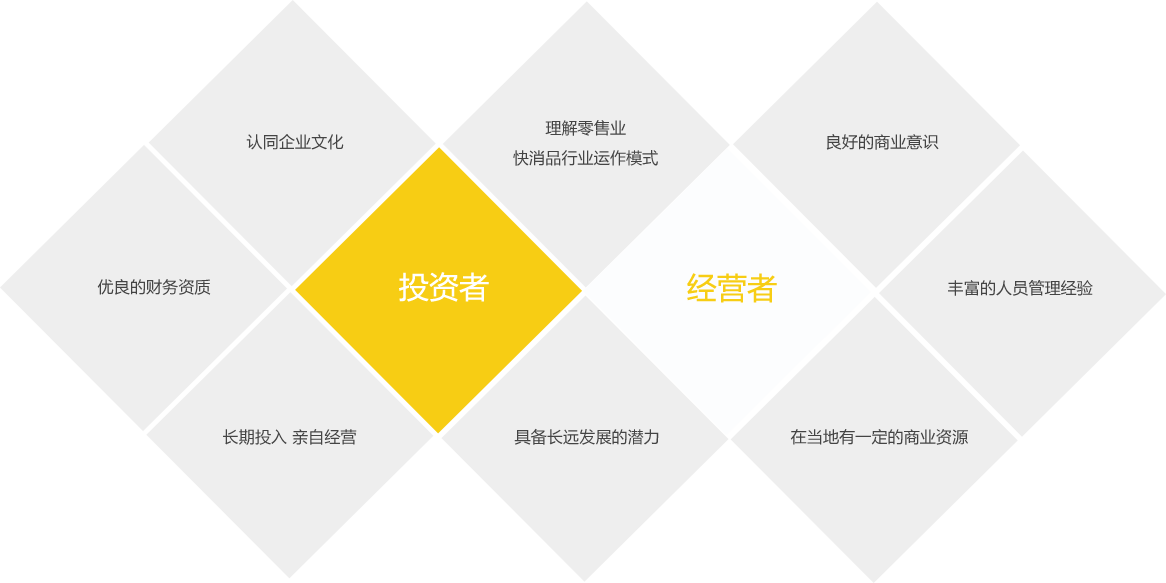 认同企业文化
理解零售业
快消品行业运作模式
良好的商业意识
优良的财务资质
投资者
经营者
丰富的人员管理经验
长期投入 亲自经营
具备长远发展的潜力
在当地有一定的商业资源